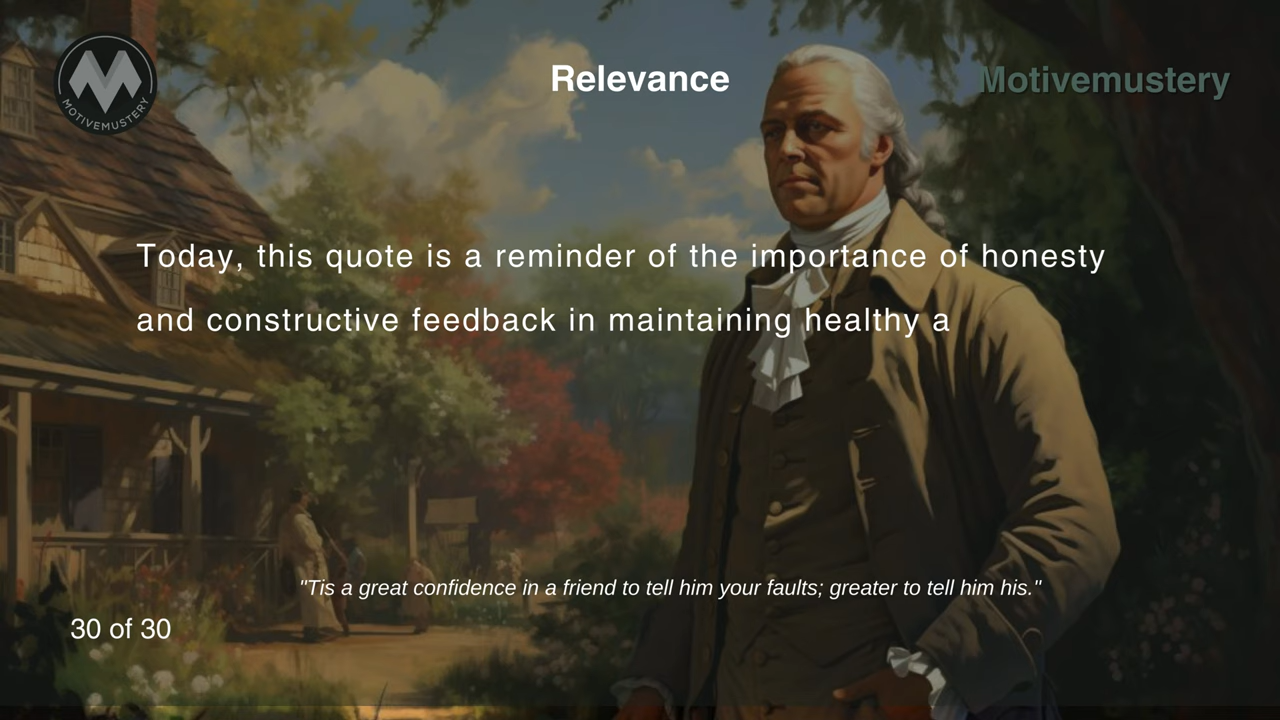 MOTIVEMUSTERY
Relevance
Motivemustery
Today, this quote is a reminder of the importance of honesty
and constructive feedback in maintaining healthy a
"Tis a great confidence in a friend to tell him your faults; greater to tell him his."
30 of 30